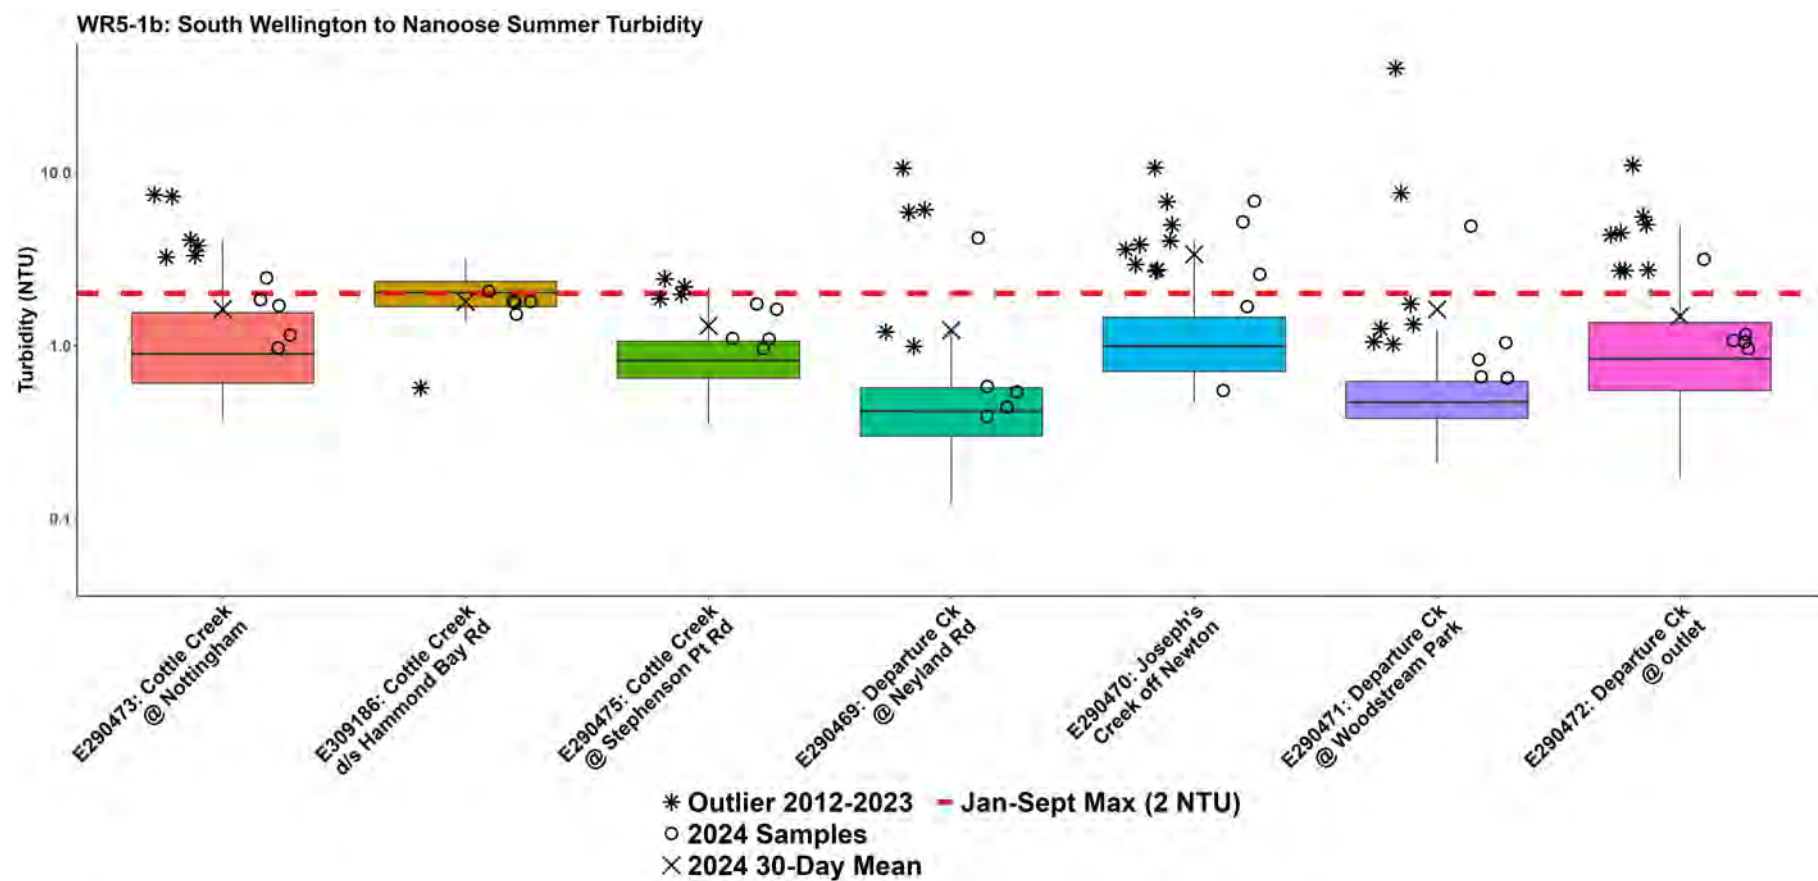 WR5-1b: South Wellington to Nanoose Summer Turbidity
Turbidity (NTU)
10.0
1.0
0.1
E290473: Cottle Creek
@ Nottingham
E309186: Cottle Creek
d/s Hammond Bay Rd
E290475: Cottle Creek
@ Stephenson Pt Rd
E290469: Departure Ck
@ Neyland Rd
E290470: Joseph's
Creek off Newton
E290471: Departure Ck
@ Woodstream Park
E290472: Departure Ck
@ outlet
Outlier 2012-2023
Jan-Sept Max (2 NTU)
2024 Samples
2024 30-Day Mean